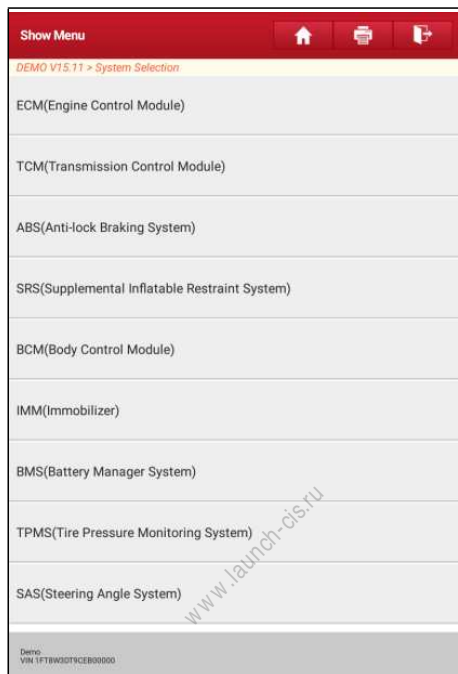 Show Menu
DEMO V15.11 > System Selection
ECM(Engine Control Module)
TCM(Transmission Control Module)
ABS(Anti-lock Braking System)
SRS(Supplemental Inflatable Restraint System)
BCM(Body Control Module)
IMM(Immobilizer)
BMS(Battery Manager System)
TPMS(Tire Pressure Monitoring System)
SAS(Steering Angle System)
www.launch-cis.ru
Demo
VIN 1FTBW3DT9CEB00000